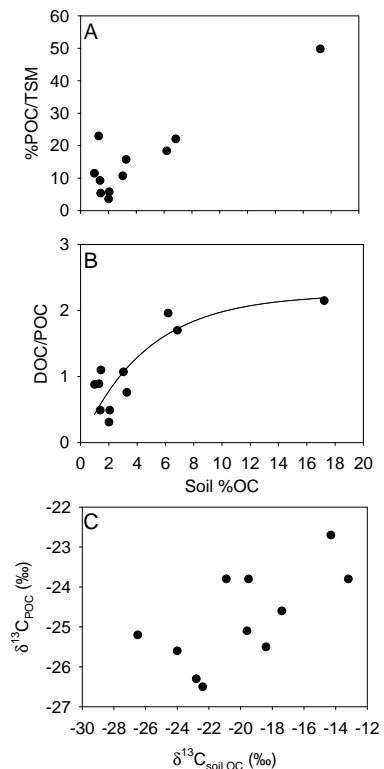 A
60
50
40
30
20
10
0
%POC/TSM
B
3
2
1
0
DOC/POC
0 2 4 6 8 10 12 14 16 18 20
Soil %OC
C
-22
-23
-24
-25
-26
-27
δ13CPOC (‰)
-30 -28 -26 -24 -22 -20 -18 -16 -14 -12
δ13Csoil OC (‰)